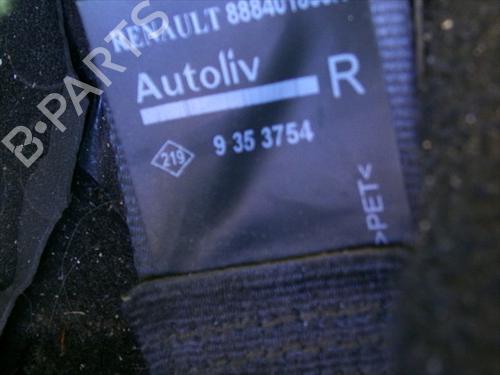 RENAULT
Autoliv R
219
9 35 3754
>PET<
B-PARTS